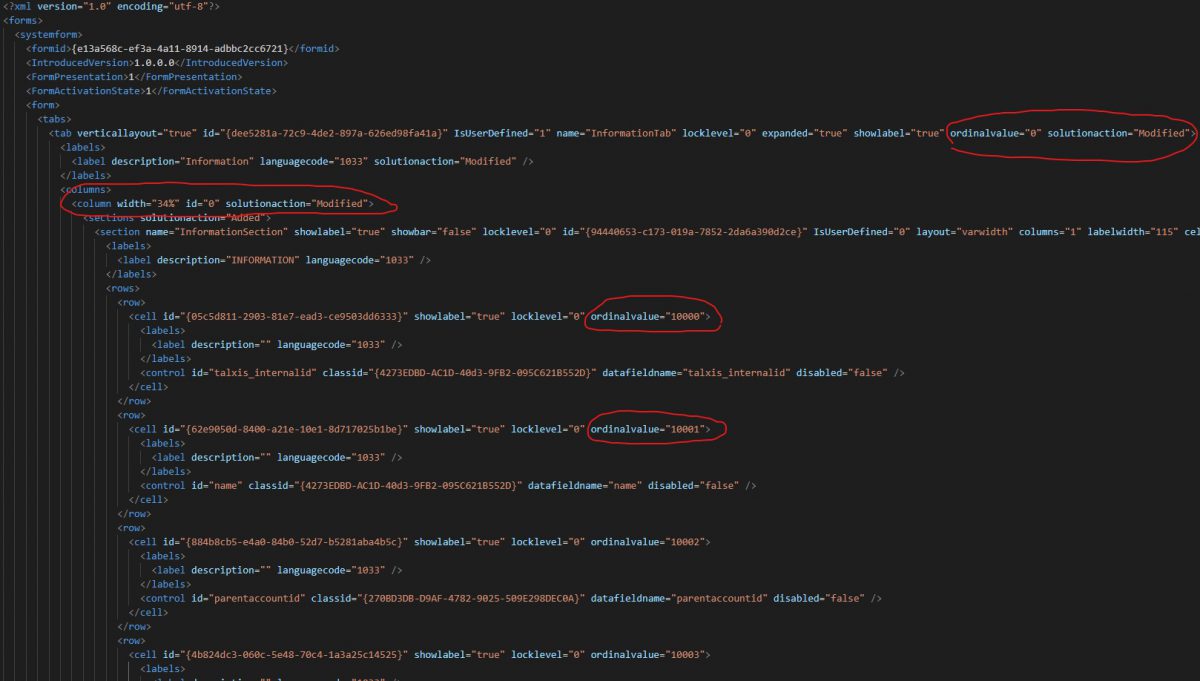 <?xml version="1.0" encoding="utf-8"?>
<forms>
<systemform>
<formid>{e13a568c-ef3a-4a11-8914-adbbc2cc6721}</formid>
<IntroducedVersion>1.0.0.0</IntroducedVersion>
<FormPresentation>1</FormPresentation>
<FormActivationState>1</FormActivationState>
<form>
<tabs>
<tab verticallayout="true" id="{dee5281a-72c9-4de2-897a-626ed90fa41a}" IsUserDefined="1" name="InformationTab" locklevel="0" expanded="true" showlabel="true" ordinalvalue="0" solutionaction="Modified">
<labels>
<label description="Information" languagecode="1033" solutionaction="Modified" />
</labels>
<columns>
<column width="34%" id="0" solutionaction="Modified">
<sections solutionaction="Added">
<section name="InformationSection" showlabel="true" showbar="false" locklevel="0" id="{94440653-c173-019a-7852-2da6a390d2ce}" IsUserDefined="0" layout="varwidth" columns="1" labelwidth="115" cel
<labels>
<label description="INFORMATION" languagecode="1033" />
</labels>
<rows>
<row>
<cell id="{05c5d811-2903-81e7-ead3-ce9503dd6333}" showlabel="true" locklevel="0" ordinalvalue="10000">
<labels>
<label description="" languagecode="1033" />
</labels>
<control id="talxis_internalid" classid="{4273EDBD-AC1D-40d3-9FB2-095C621B552D}" datafieldname="talxis_internalid" disabled="false" />
</cell>
</row>
<row>
<cell id="{62e9050d-8400-a21e-10e1-8d717025b1be}" showlabel="true" locklevel="0" ordinalvalue="10001">
<labels>
<label description="" languagecode="1033" />
</labels>
<control id="name" classid="{4273EDBD-AC1D-40d3-9FB2-095C621B552D}" datafieldname="name" disabled="false" />
</cell>
</row>
<row>
<cell id="{884b8cb5-e4a0-84b0-52d7-b5281aba4b5c}" showlabel="true" locklevel="0" ordinalvalue="10002">
<labels>
<label description="" languagecode="1033" />
</labels>
<control id="parentaccountid" classid="{270BD3DB-D9AF-4782-9025-509E298DEC0A}" datafieldname="parentaccountid" disabled="false" />
</cell>
</row>
<row>
<cell id="{4b824dc3-060c-5e48-70c4-1a3a25c14525}" showlabel="true" locklevel="0" ordinalvalue="10003">
<labels>